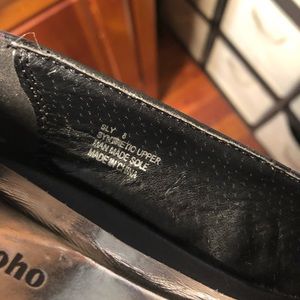 SLY 8
SYNTHETIC UPPER
MAN MADE SOLE
MADE IN CHINA
oho